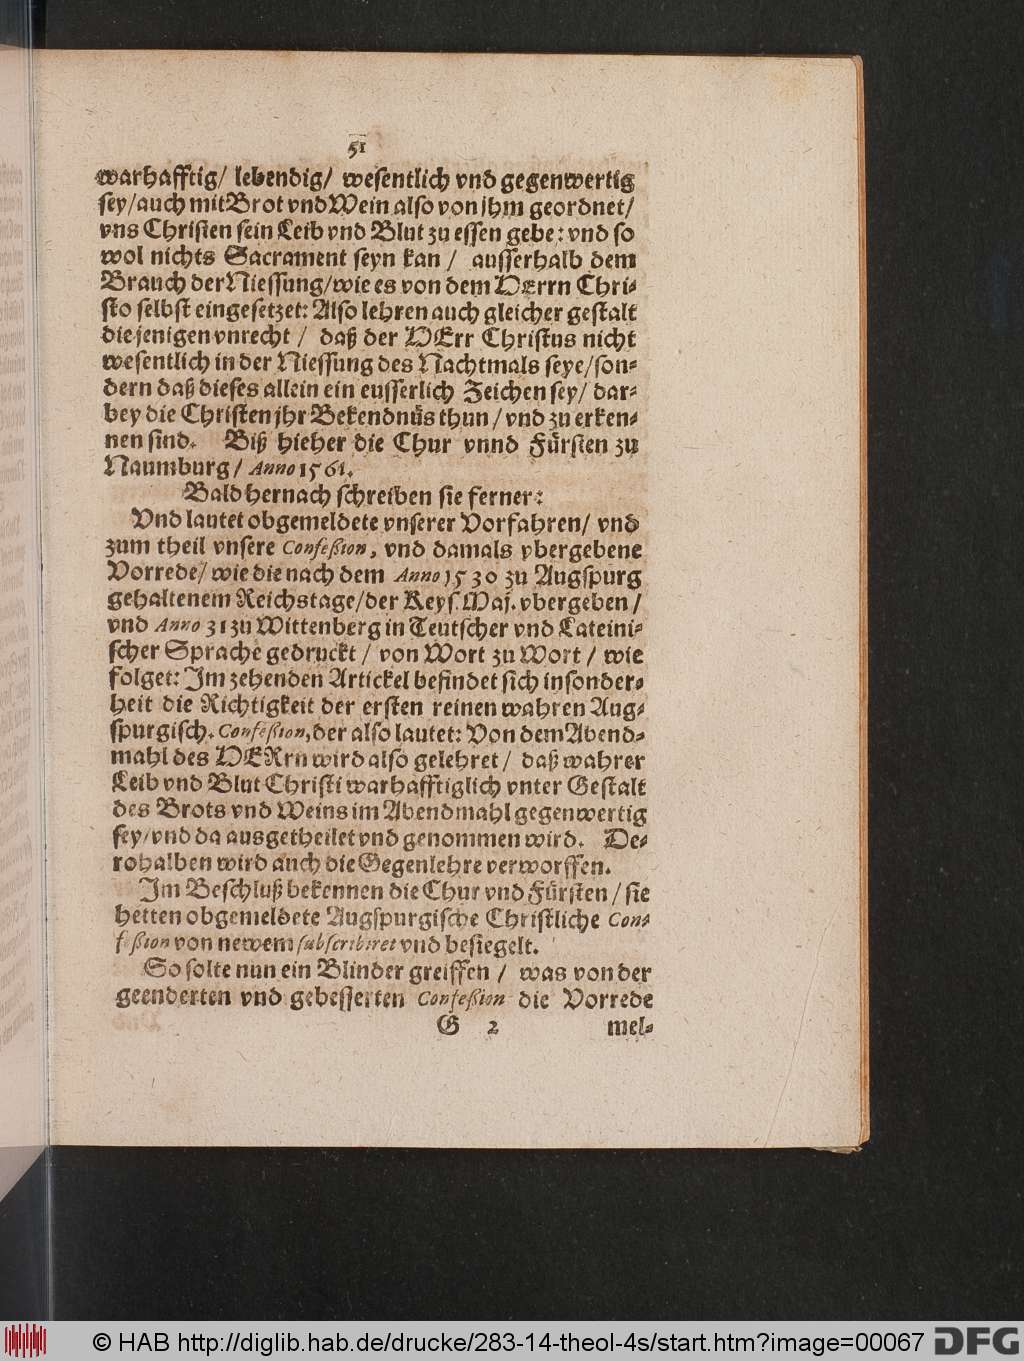 51
warhafftig/ lebendig/ wesentlich vnd gegenwertig
sey/auch mit Brot vnd Wein also von jhm geordnet/
vns Christen sein Leib vnd Blut zu essen gebe: vnd so
wol nichts Sacrament seyn kan / ausserhalb dem
Brauch der Niessung/wie es von dem HErrn Chri-
sto selbst eingesetzet: Also lehren auch gleicher gestalt
die jenigen vnrecht / daß der HErr Christus nicht
wesentlich in der Niessung des Nachtmals seye/son-
dern daß dieses allein ein eusserlich Zeichen sey/ dar-
bey die Christen jhr Bekendnüs thun / vnd zu erken-
nen sind. Biß hieher die Chur vnnd Fürsten zu
Naumburg/ Anno 1561.
Bald hernach schreiben sie ferner:
Vnd lautet obgemeldete vnserer Vorfahren/ vnd
zum theil vnsere Confeßion, vnd damals vbergebene
Vorrede/ wie die nach dem Anno 1530 zu Augspurg
gehaltenem Reichstage/der Keys. Maj. vbergeben /
vnd Anno 31 zu Wittenberg in Teutscher vnd Lateini-
scher Sprache gedruckt / von Wort zu Wort / wie
folget: Im zehenden Artickel befindet sich insonder-
heit die Richtigkeit der ersten reinen wahren Aug-
spurgisch. Confeßion, der also lautet: Von dem Abend-
mahl des HERrn wird also gelehret / daß wahrer
Leib vnd Blut Christi warhafftiglich vnter Gestalt
des Brots vnd Weins im Abendmahl gegenwertig
sey/vnd da ausgetheilet vnd genommen wird. De-
rohalben wird auch die Gegenlehre verworffen.
Im Beschluß bekennen die Chur vnd Fürsten / sie
hetten obgemeldete Augspurgische Christliche Con-
feßion von newem subscribiret vnd besiegelt.
So solte nun ein Blinder greiffen / was von der
geenderten vnd gebesserten Confeßion die Vorrede
G 2 mel-
© HAB http://diglib.hab.de/drucke/283-14-theol-4s/start.htm?image=00067 DFG